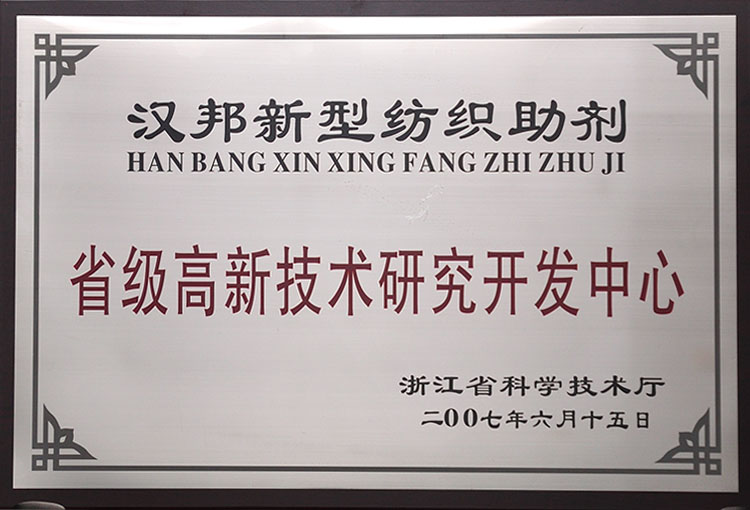 汉邦新型纺织助剂
HAN BANG XIN XING FANG ZHI ZHU JI
省级高新技术研究开发中心
浙江省科学技术厅
二00七年六月十五日